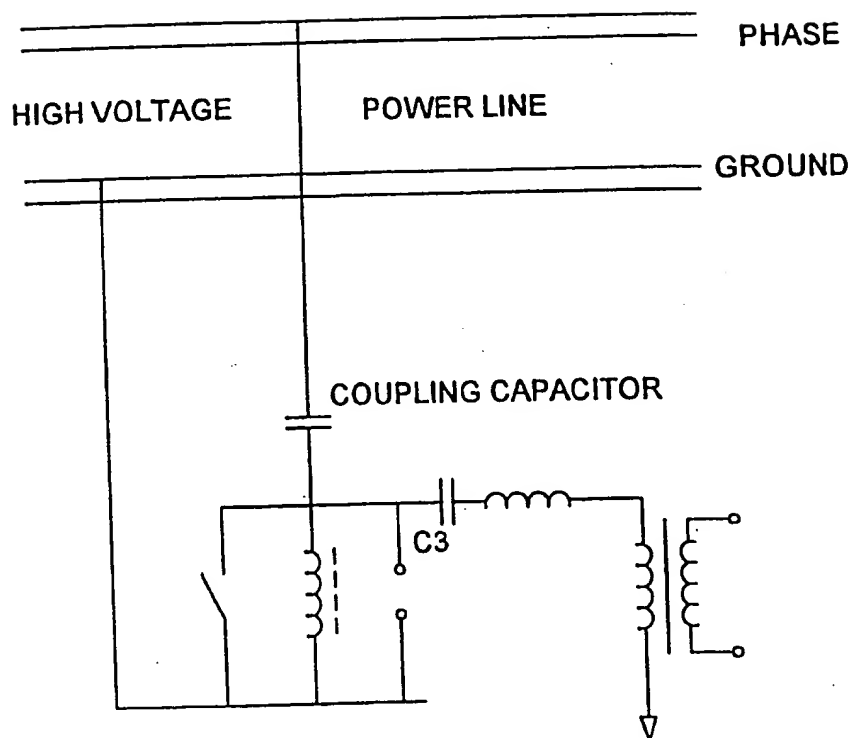 PHASE
HIGH VOLTAGE
POWER LINE
GROUND
COUPLING CAPACITOR
C3